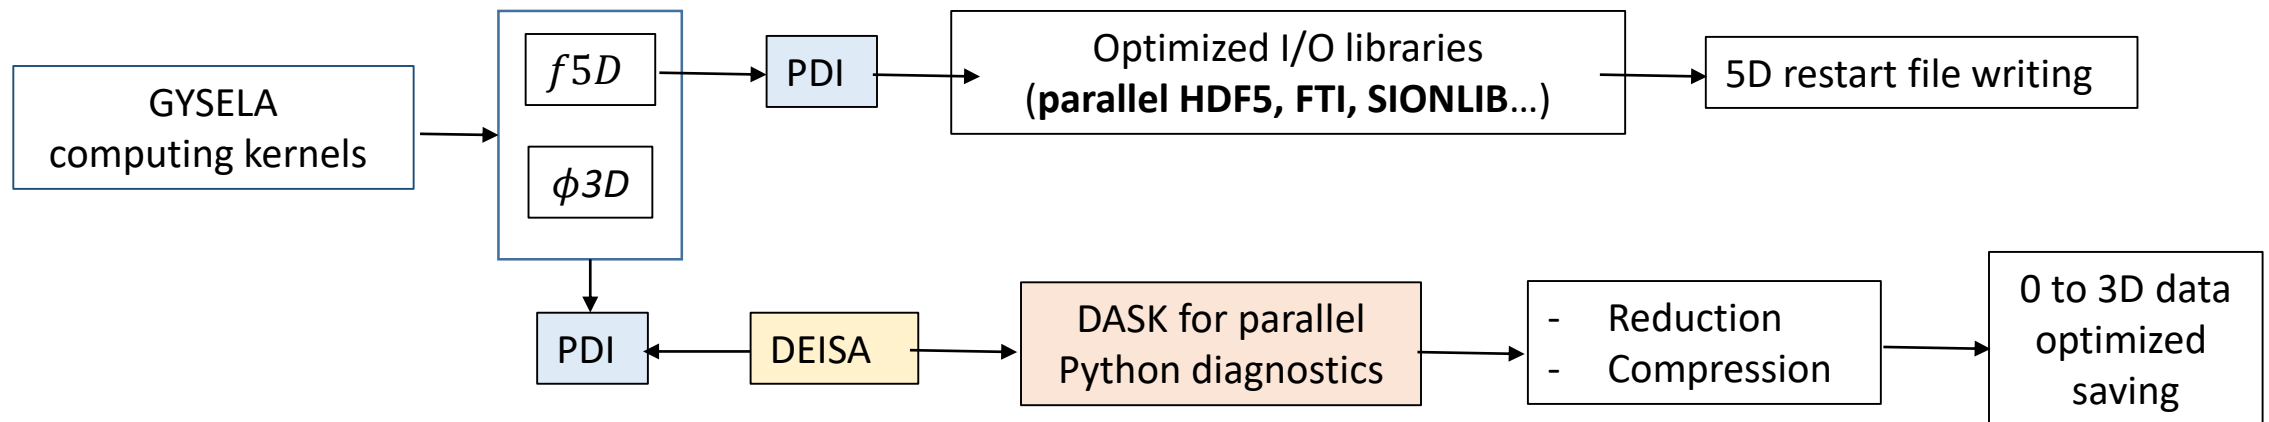 GYSELA
computing kernels
f5D
ϕ3D
PDI
Optimized I/O libraries
(parallel HDF5, FTI, SIONLIB…)
5D restart file writing
PDI
DEISA
DASK for parallel
Python diagnostics
- Reduction
- Compression
0 to 3D data
optimized
saving